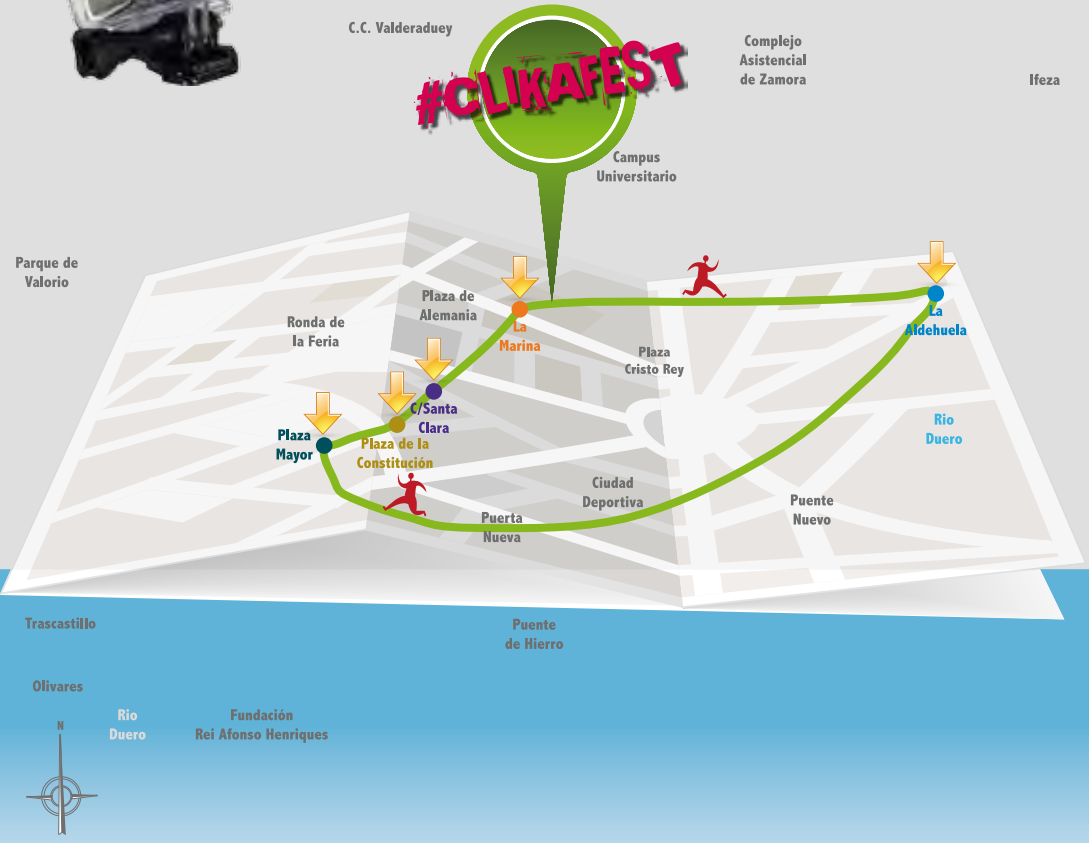 C.C. Valderaduey
#CLIKAFEST
Complejo
Asistencial
de Zamora
Ifeza
Campus
Universitario
Parque de
Valorio
Plaza de
Alemania
Ronda de
la Feria
La
Marina
La
Aldehuela
Plaza
Cristo Rey
C/Santa
Clara
Plaza
Mayor
Plaza de la
Constitución
Rio
Duero
Ciudad
Deportiva
Puente
Nuevo
Puerta
Nueva
Trascastillo
Puente
de Hierro
Olivares
Rio
Duero
Fundación
Rei Afonso Henriques
N